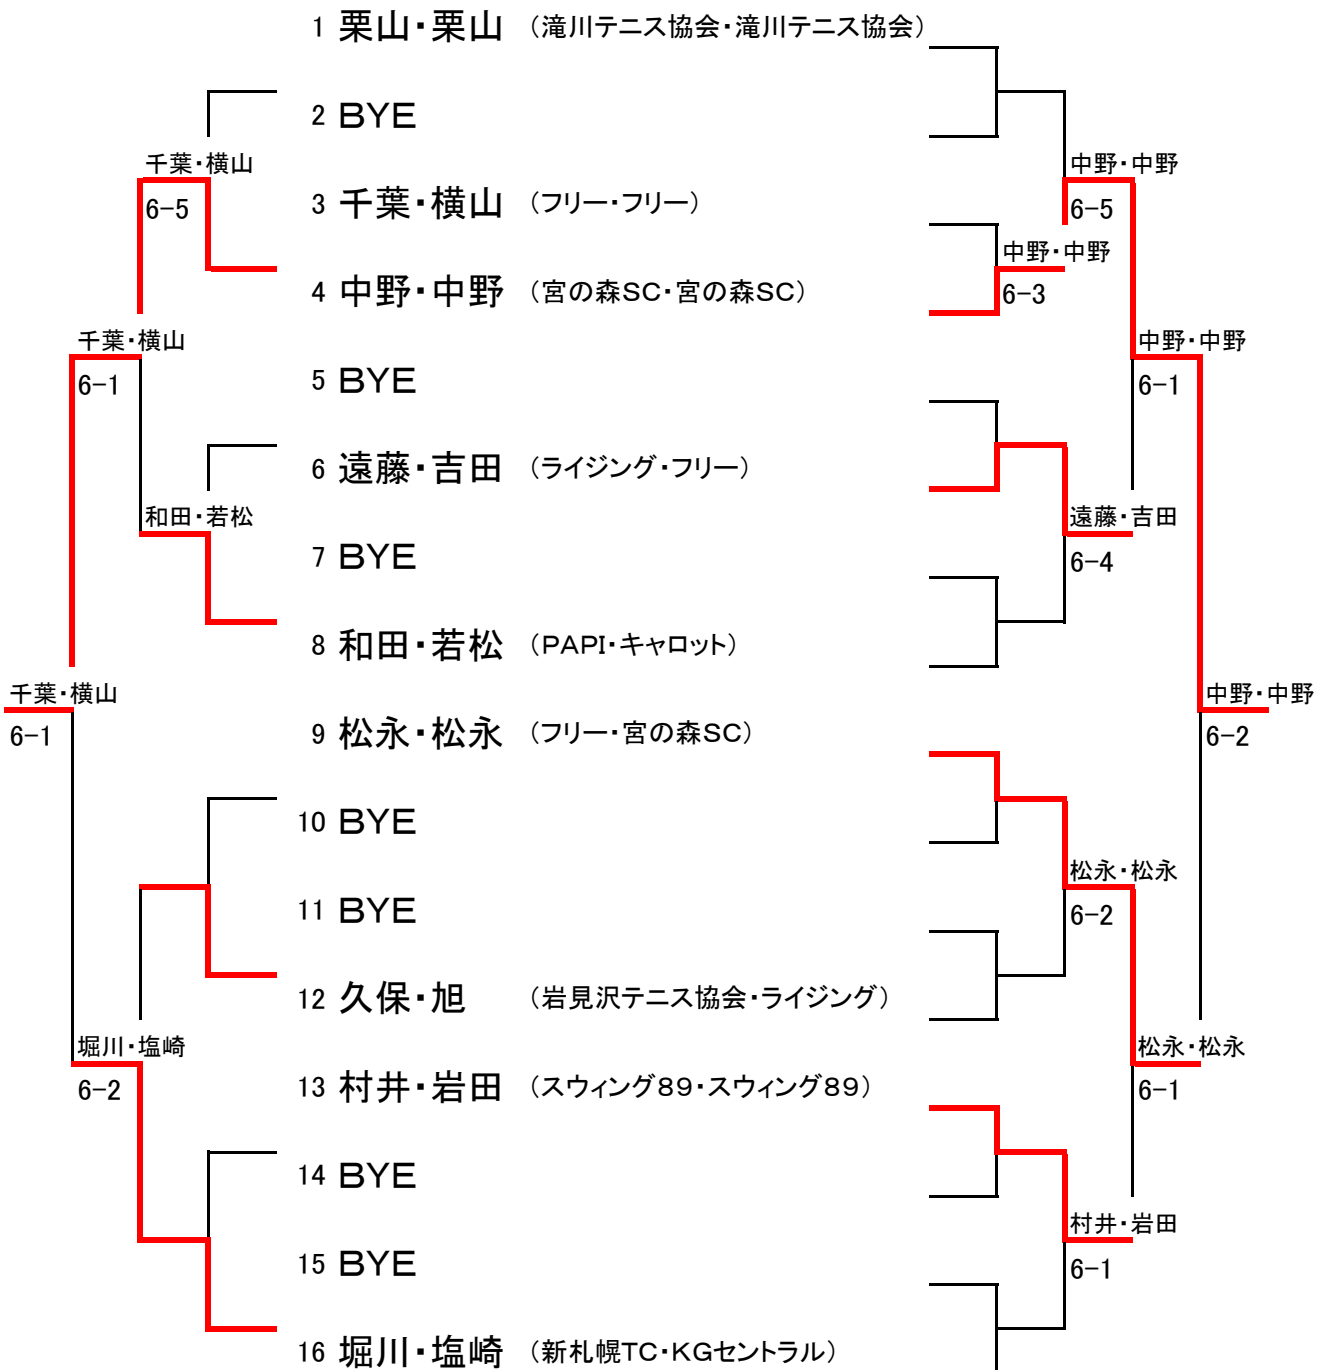 1 栗山・栗山 （滝川テニス協会・滝川テニス協会）
2 BYE
千葉・横山
中野・中野
3 千葉・横山 （フリー・フリー）
6-5
6-5
中野・中野
4 中野・中野 （宮の森SC・宮の森SC）
6-3
千葉・横山
中野・中野
5 BYE
6-1
6-1
6 遠藤・吉田 （ライジング・フリー）
和田・若松
遠藤・吉田
7 BYE
6-4
8 和田・若松 （PAPI・キャロット）
千葉・横山
中野・中野
6-1
9 松永・松永 （フリー・宮の森SC）
6-2
10 BYE
松永・松永
11 BYE
6-2
12 久保・旭 （岩見沢テニス協会・ライジング）
堀川・塩崎
松永・松永
6-2
13 村井・岩田 （スウィング89・スウィング89）
6-1
14 BYE
村井・岩田
15 BYE
6-1
16 堀川・塩崎 （新札幌TC・KGセントラル）